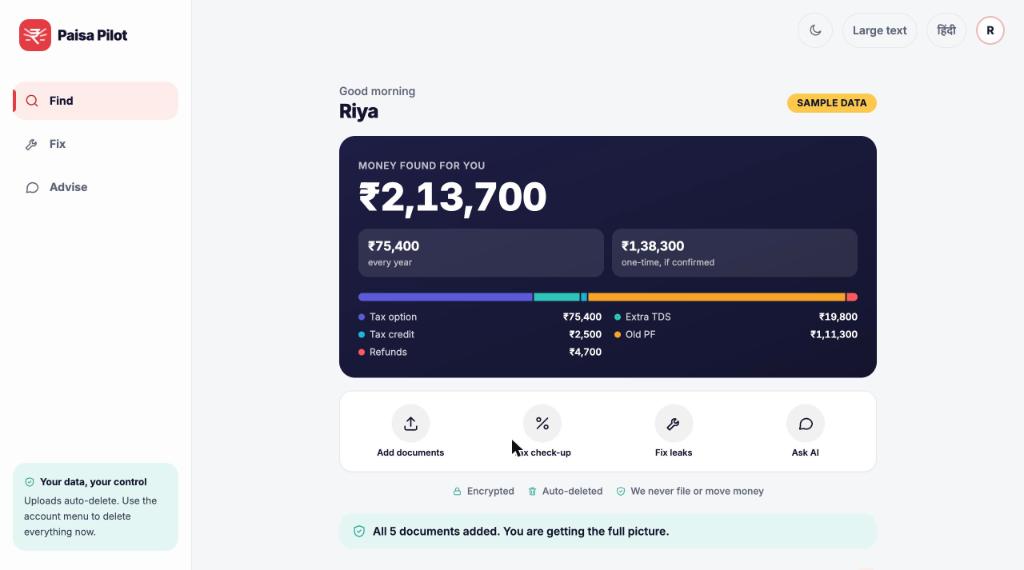 Paisa Pilot
Large text
हिंदी
R
Find
Fix
Advise
Good morning
Riya
SAMPLE DATA
MONEY FOUND FOR YOU
₹2,13,700
₹75,400
every year
₹1,38,300
one-time, if confirmed
Tax option ₹75,400
Extra TDS ₹19,800
Tax credit ₹2,500
Old PF ₹1,11,300
Refunds ₹4,700
Add documents
check-up
Fix leaks
Ask AI
Encrypted
Auto-deleted
We never file or move money
All 5 documents added. You are getting the full picture.
Your data, your control
Uploads auto-delete. Use the
account menu to delete
everything now.